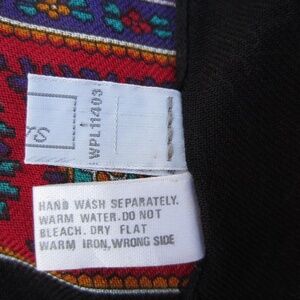 WPL11403
HAND WASH SEPARATELY.
WARM WATER. DO NOT
BLEACH. DRY FLAT
WARM IRON, WRONG SIDE